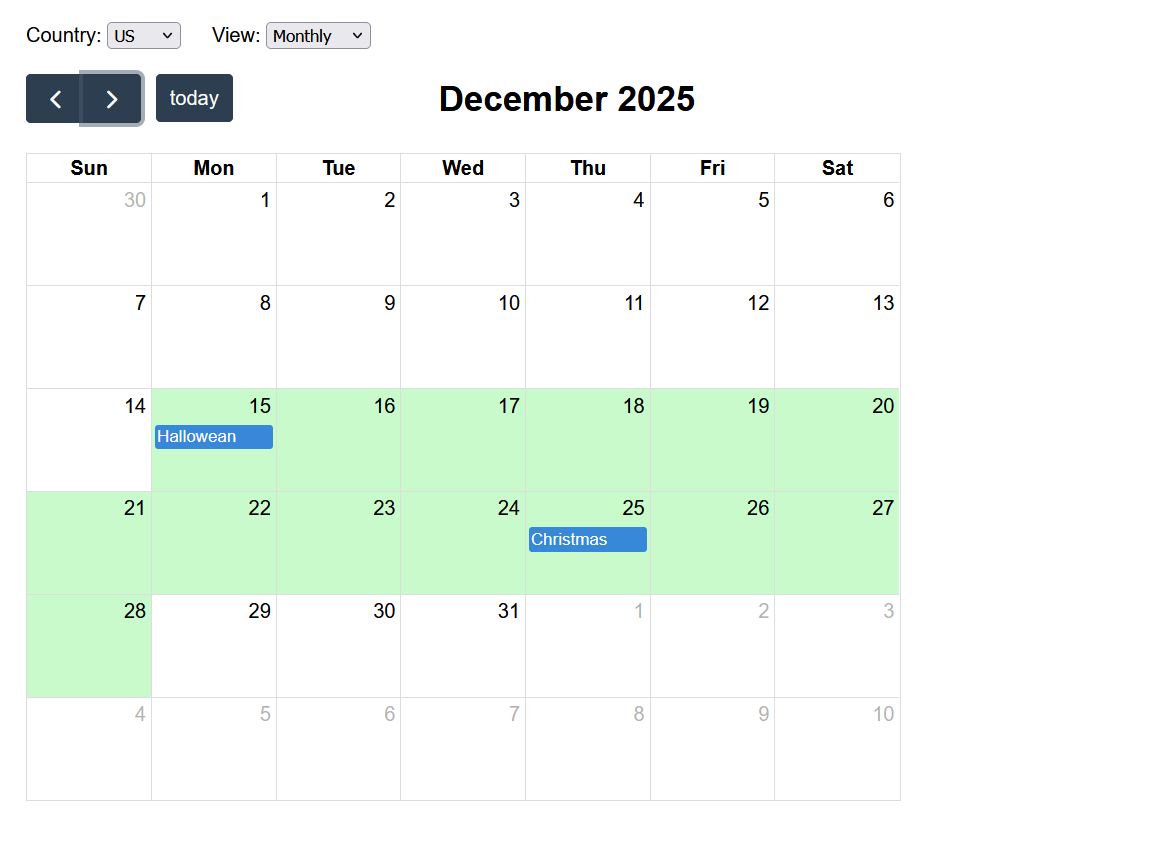 Country: US View: Monthly
today December 2025
Sun Mon Tue Wed Thu Fri Sat
30 1 2 3 4 5 6
7 8 9 10 11 12 13
14 15 16 17 18 19 20
Hallowean
21 22 23 24 25 26 27
Christmas
28 29 30 31 1 2 3
4 5 6 7 8 9 10